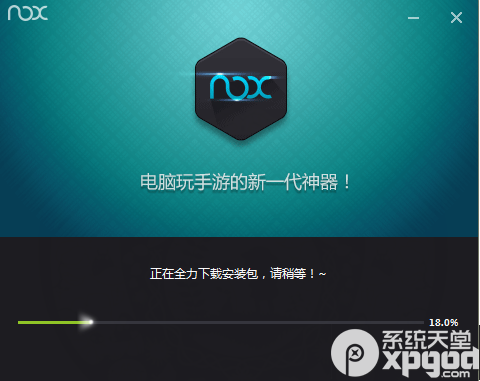 nox
nox
电脑玩手游的新一代神器！
正在全力下载安装包，请稍等！~
18.0%
系统天堂
xpgod